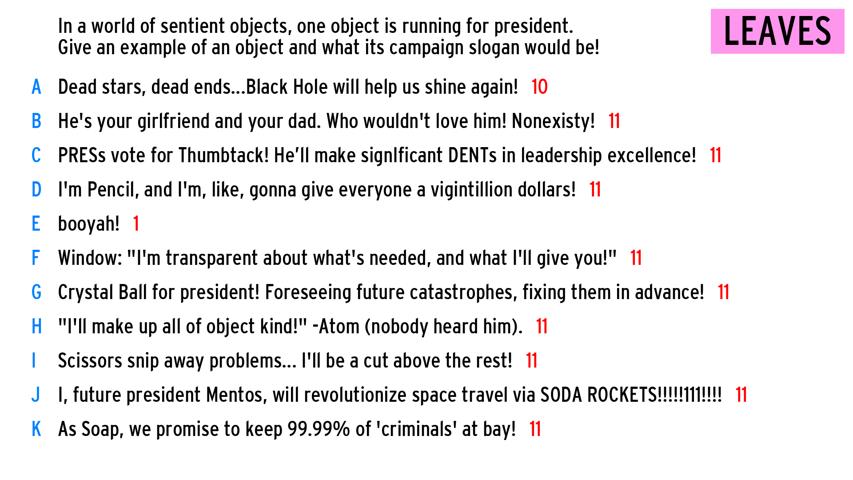 In a world of sentient objects, one object is running for president.
Give an example of an object and what its campaign slogan would be!
LEAVES
A Dead stars, dead ends...Black Hole will help us shine again! 10
B He's your girlfriend and your dad. Who wouldn't love him! Nonexisty! 11
C PRESs vote for Thumbtack! He’ll make signIficant DENTs in leadership excellence! 11
D I'm Pencil, and I'm, like, gonna give everyone a vigintillion dollars! 11
E booyah! 1
F Window: "I'm transparent about what's needed, and what I'll give you!" 11
G Crystal Ball for president! Foreseeing future catastrophes, fixing them in advance! 11
H "I'll make up all of object kind!" -Atom (nobody heard him). 11
I Scissors snip away problems... I'll be a cut above the rest! 11
J I, future president Mentos, will revolutionize space travel via SODA ROCKETS!!!!!111!!!! 11
K As Soap, we promise to keep 99.99% of 'criminals' at bay! 11